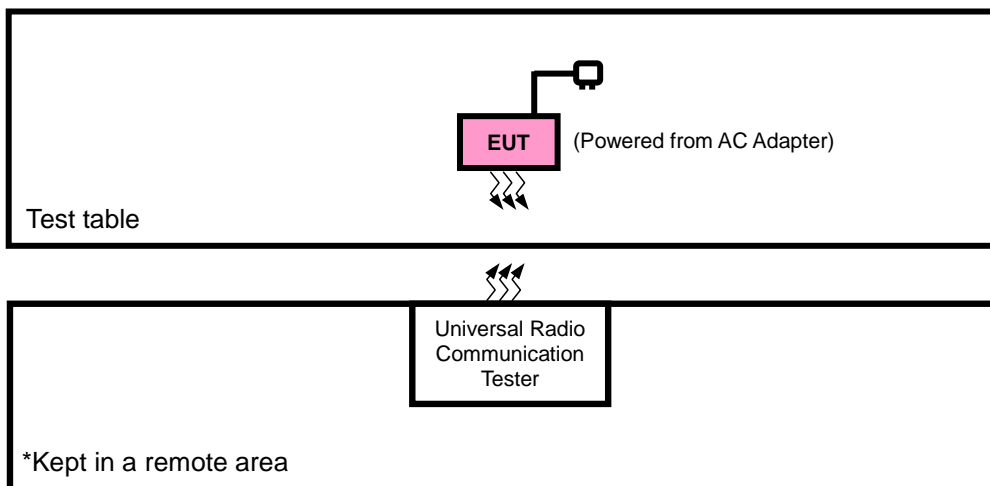 EUT
(Powered from AC Adapter)
Test table
Universal Radio
Communication
Tester
*Kept in a remote area